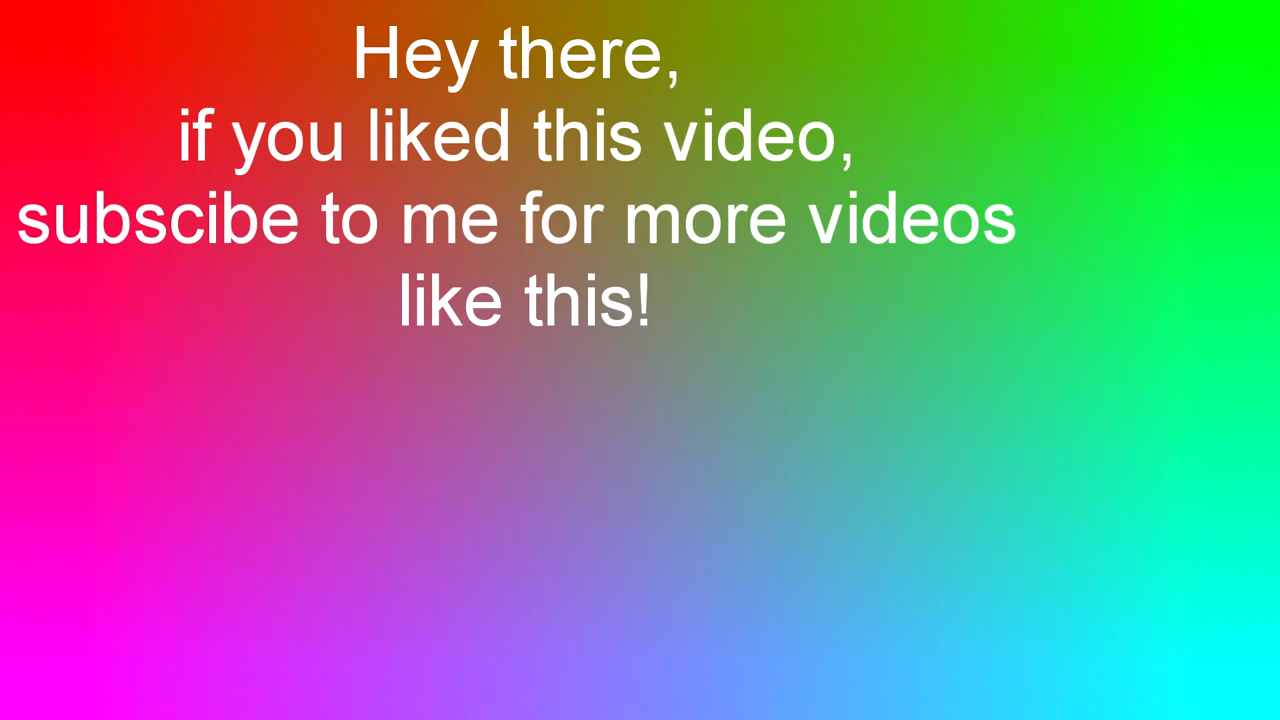 Hey there,
if you liked this video,
subscibe to me for more videos
like this!